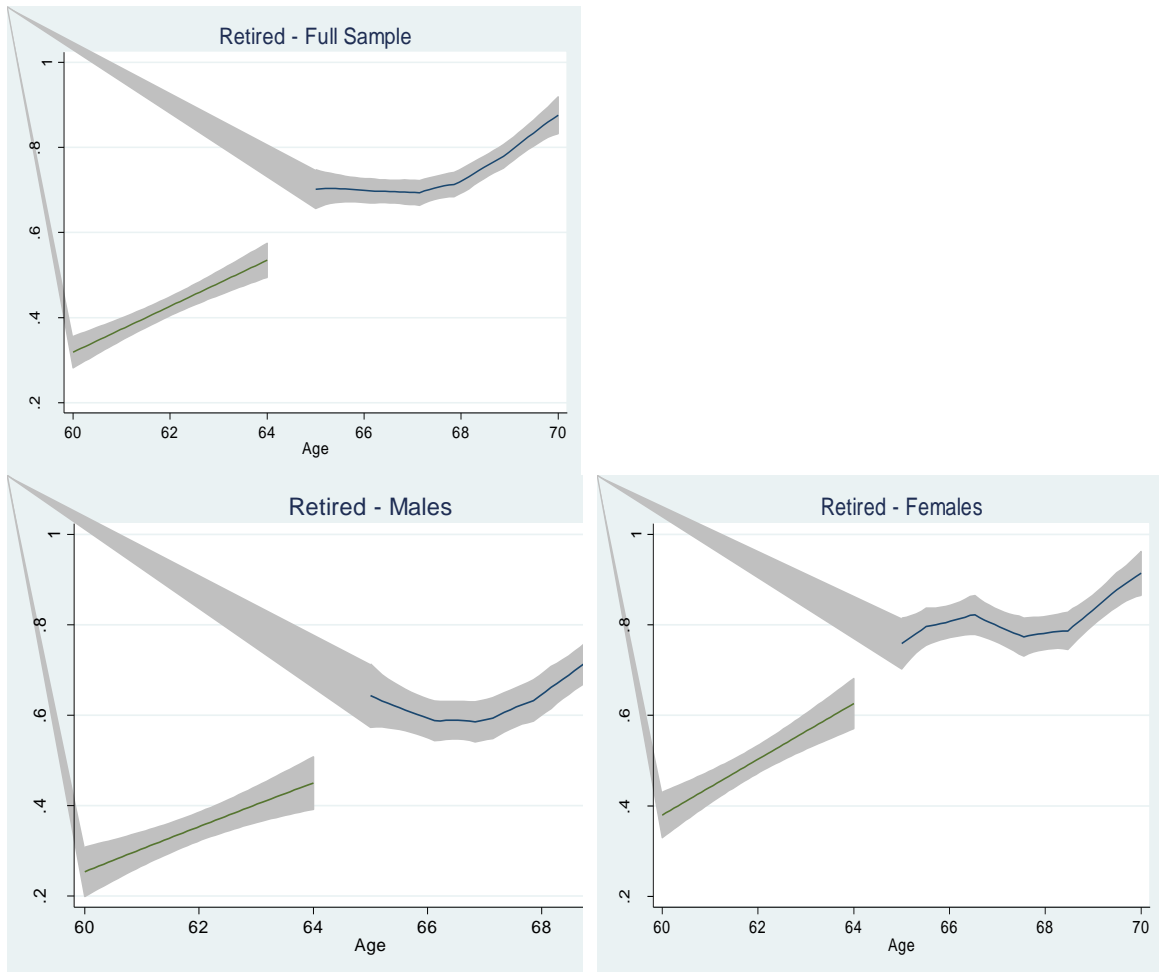 Retired - Full Sample
1
.8
.6
.4
.2
60 62 64 66 68 70
Age
Retired - Males
1
.8
.6
.4
.2
60 62 64 66 68
Age
Retired - Females
1
.8
.6
.4
.2
60 62 64 66 68 70
Age